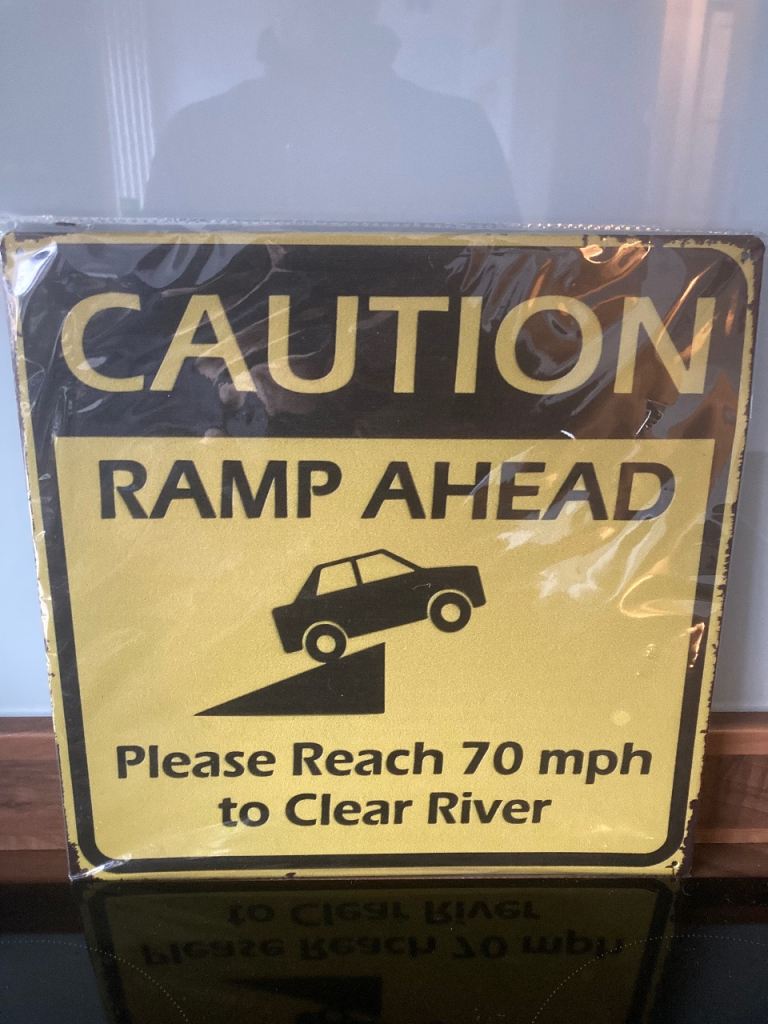 CAUTION
RAMP AHEAD
Please Reach 70 mph
to Clear River